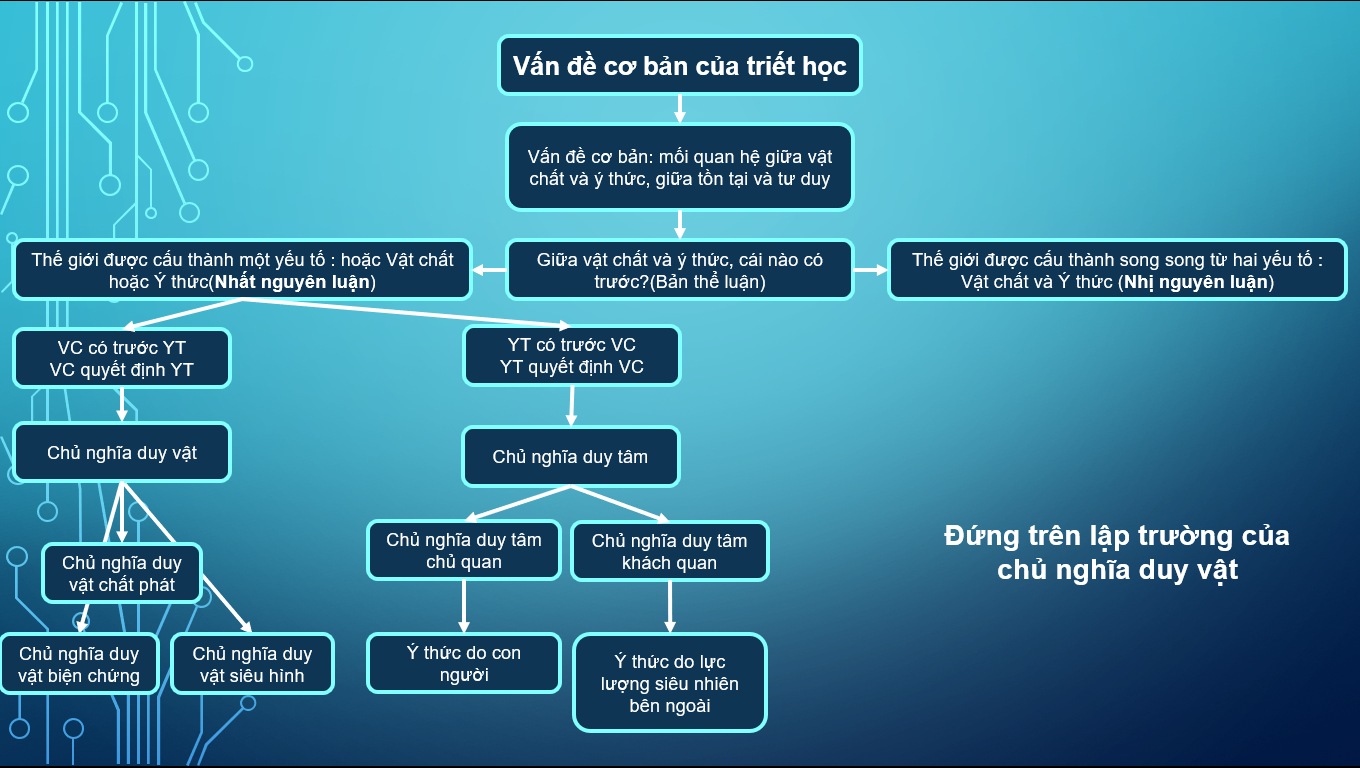 Vấn đề cơ bản của triết học
Vấn đề cơ bản: mối quan hệ giữa vật
chất và ý thức, giữa tồn tại và tư duy
Thế giới được cấu thành một yếu tố : hoặc Vật chất
hoặc Ý thức(Nhất nguyên luận)
Giữa vật chất và ý thức, cái nào có
trước?(Bản thể luận)
Thế giới được cấu thành song song từ hai yếu tố :
Vật chất và Ý thức (Nhị nguyên luận)
VC có trước YT
VC quyết định YT
YT có trước VC
YT quyết định VC
Chủ nghĩa duy vật
Chủ nghĩa duy tâm
Chủ nghĩa duy
vật chất phát
Chủ nghĩa duy
vật biện chứng
Chủ nghĩa duy
vật siêu hình
Chủ nghĩa duy tâm
chủ quan
Chủ nghĩa duy tâm
khách quan
Ý thức do con
người
Ý thức do lực
lượng siêu nhiên
bên ngoài
Đứng trên lập trường của
chủ nghĩa duy vật